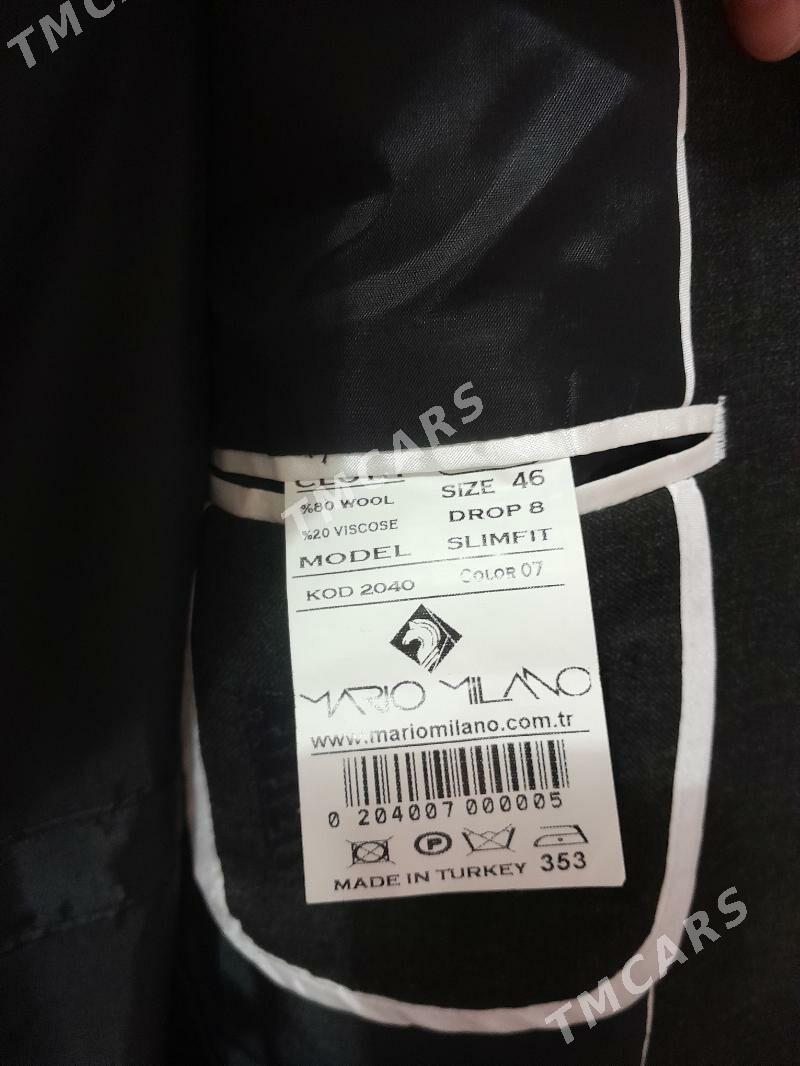 TMCARS
SIZE 46
%80 WOOL
DROP 8
%20 VISCOSE
MODEL SLIMFIT
KOD 2040 COLOR 07
MARIO MILANO
www.mariomilano.com.tr
0 204007 000005
P
MADE IN TURKEY 353
TMCARS
TMCARS